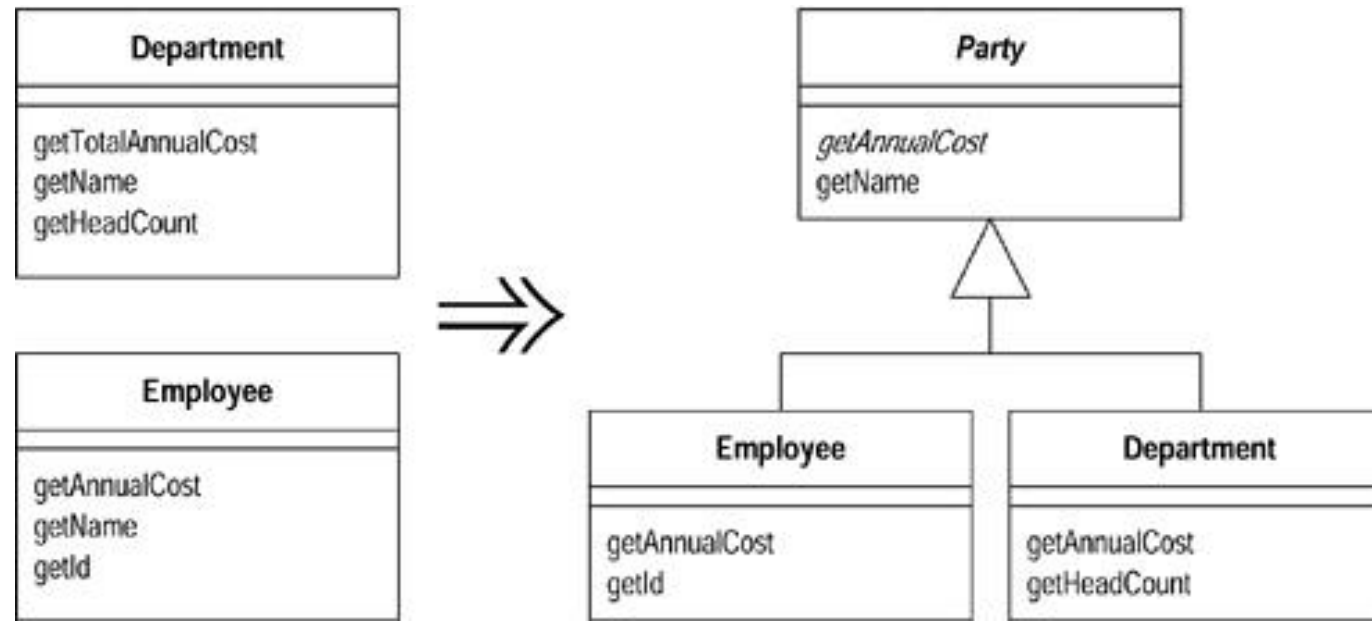 Department
getTotalAnnualCost
getName
getHeadCount
Employee
getAnnualCost
getName
getId
Party
getAnnualCost
getName
Employee
getAnnualCost
getId
Department
getAnnualCost
getHeadCount